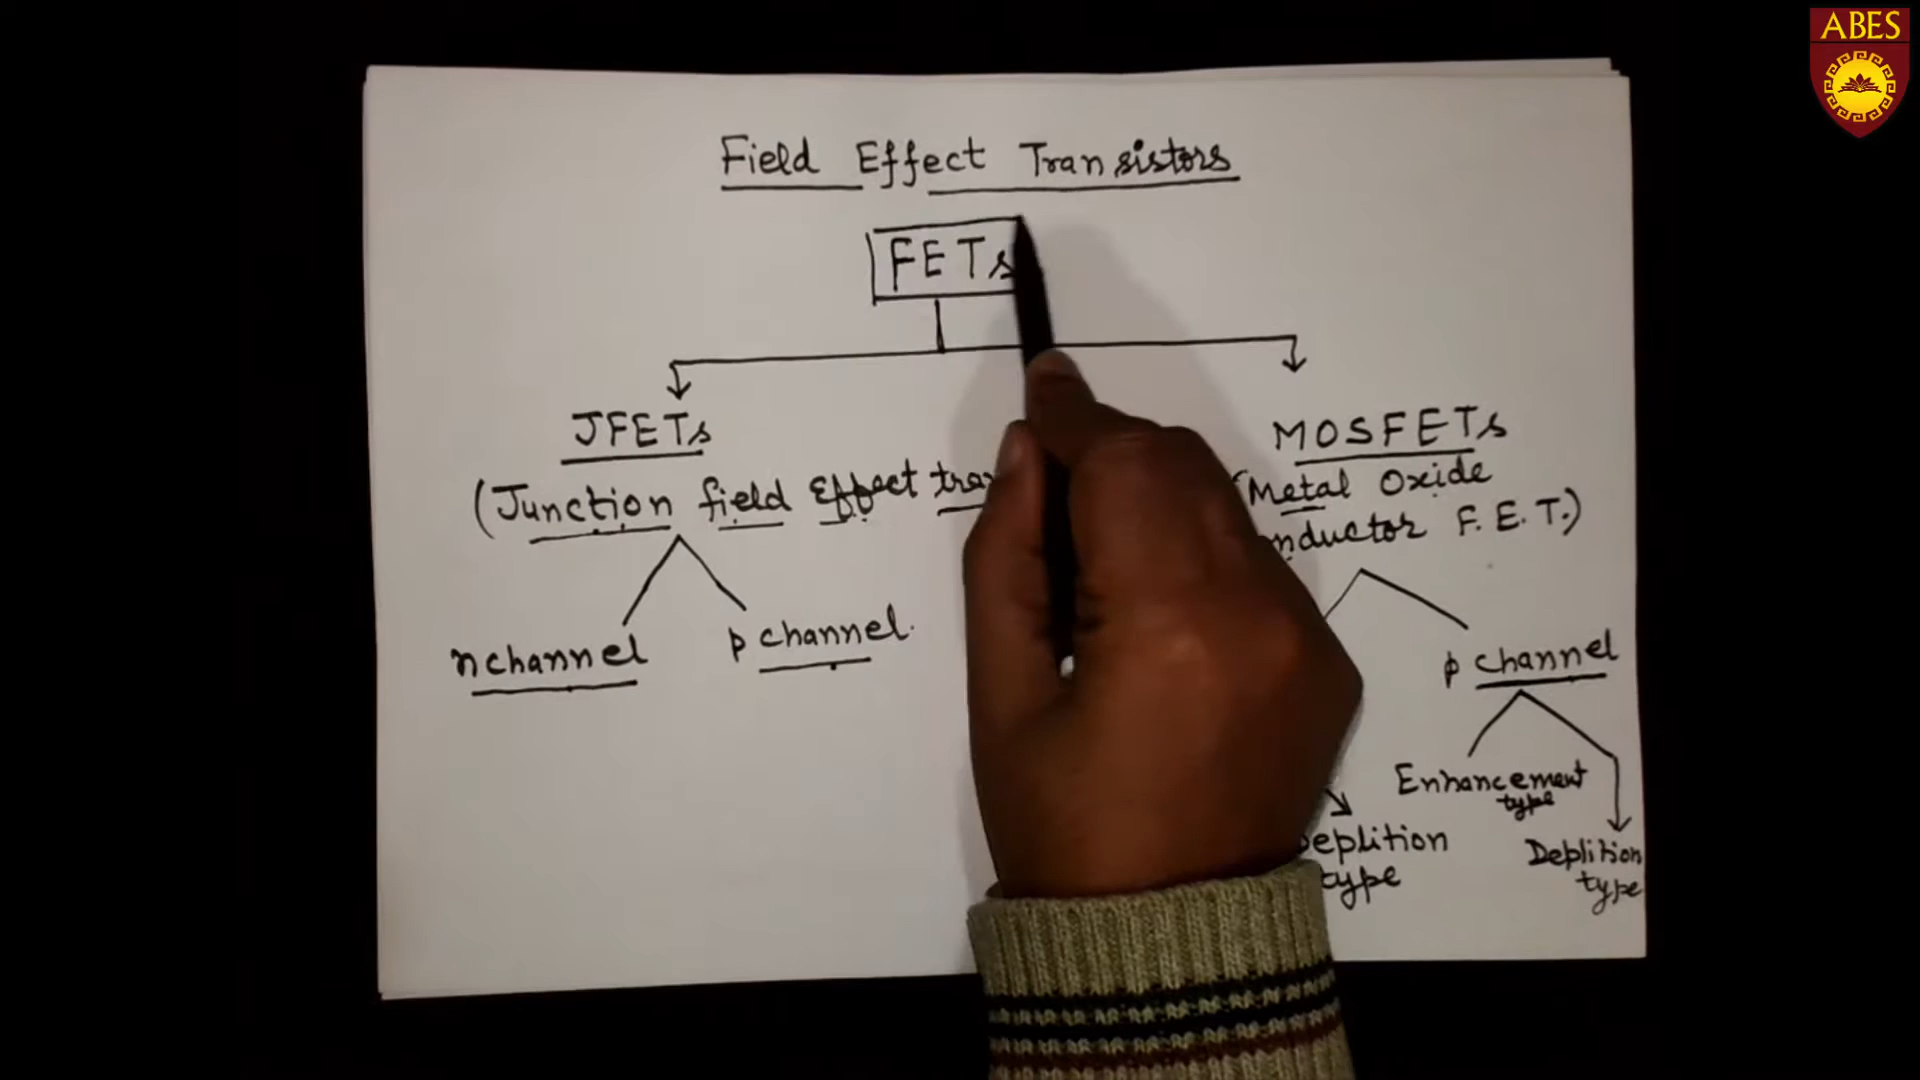 ABES
Field Effect Transistors
FETs
JFETs
MOSFETs
(Junction field Effect
(Metal Oxide
F. E. T.)
n channel
p channel.
p channel
Enhancement
type
Deplition
type
Deplition
type